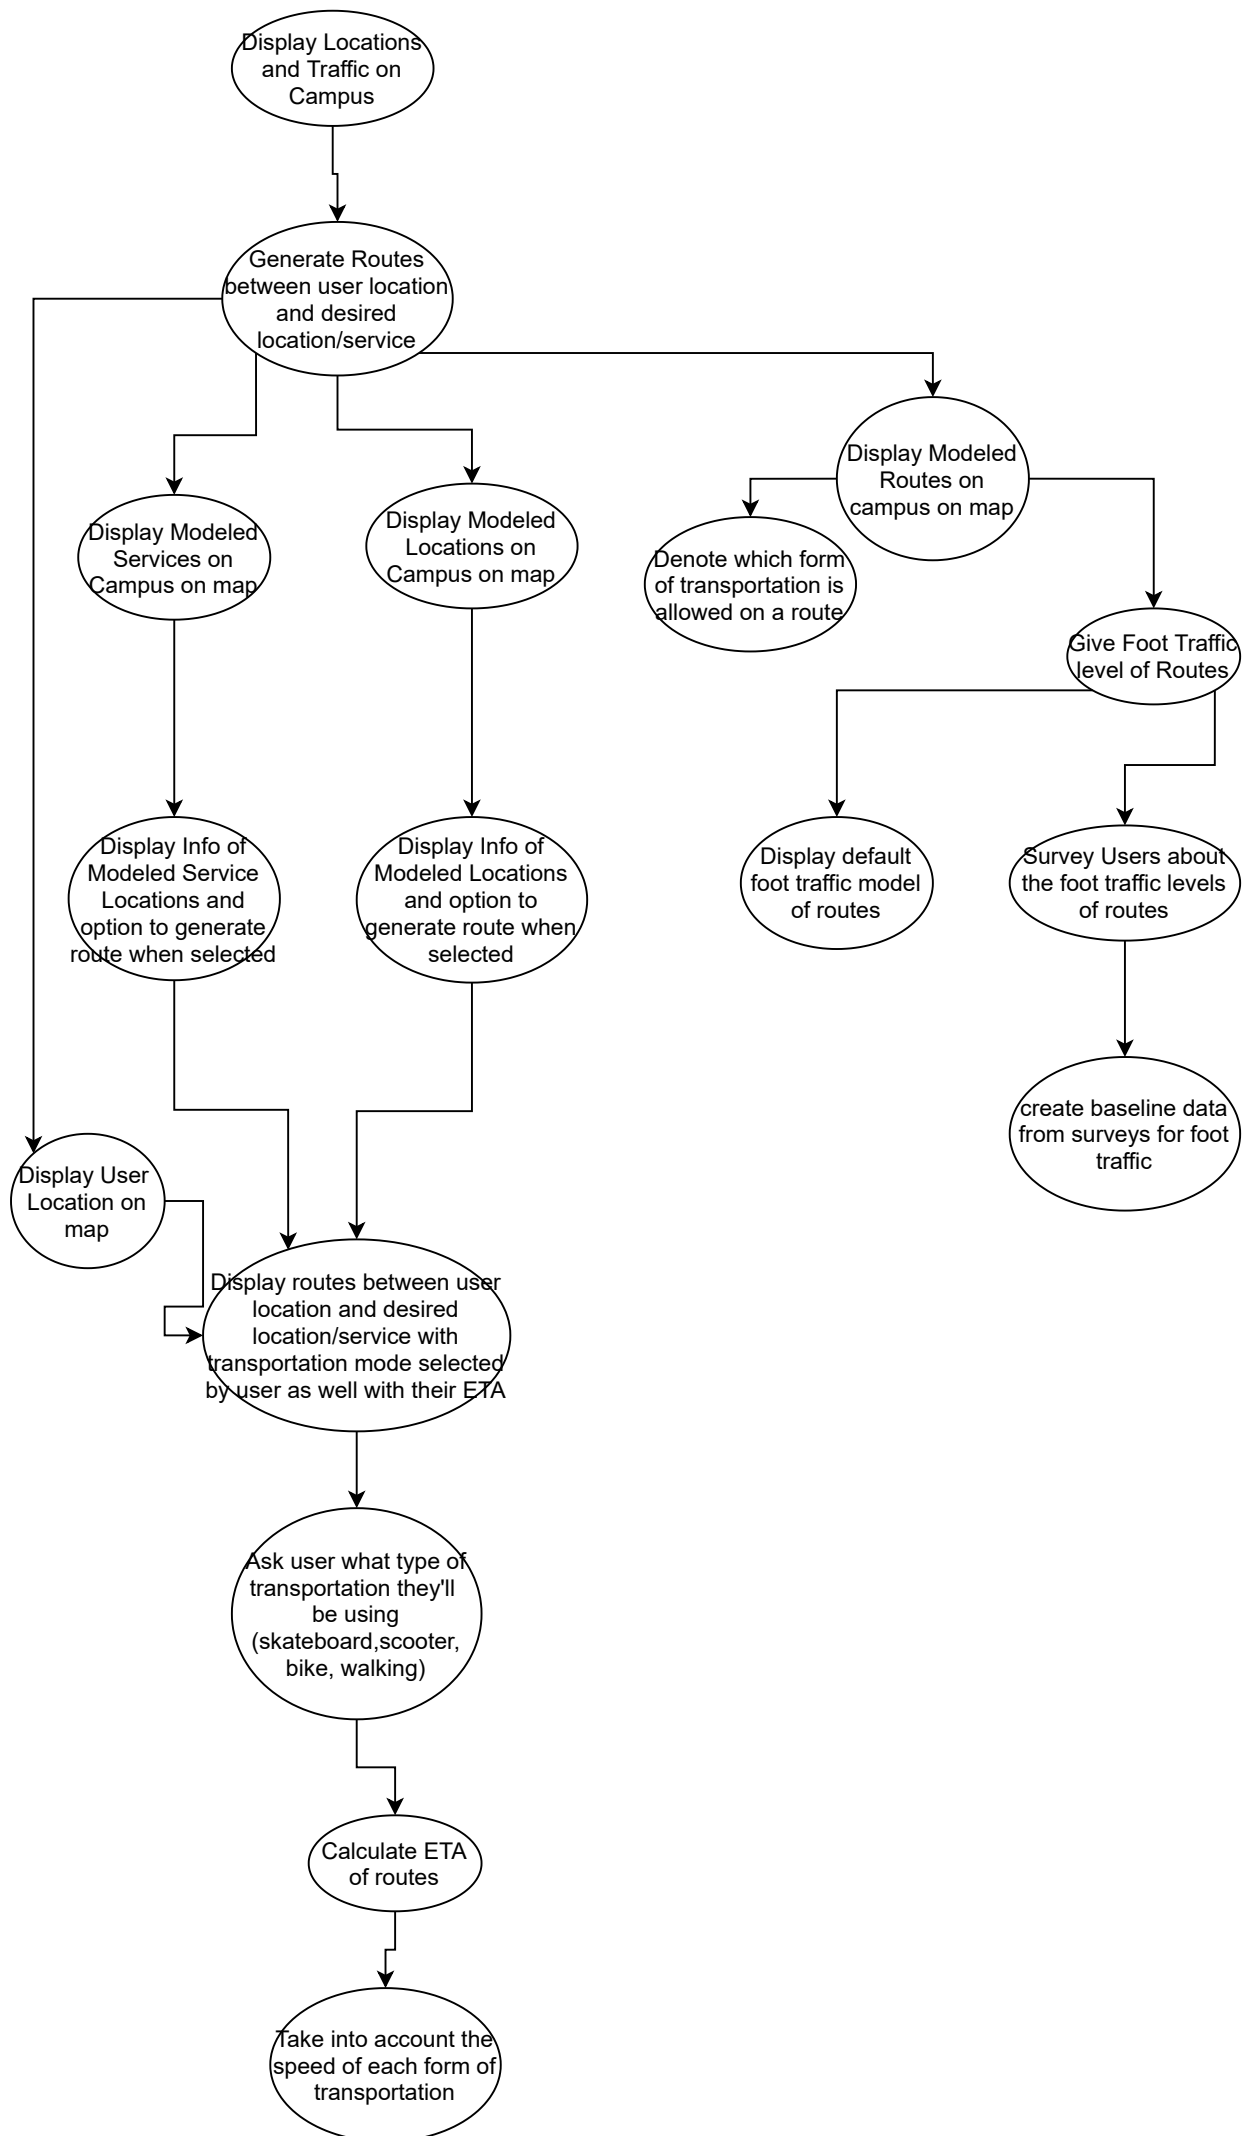 Display Locations
and Traffic on
Campus
Generate Routes
between user location
and desired
location/service
Display Modeled
Services on
Campus on map
Display Modeled
Locations on
Campus on map
Display Modeled
Routes on
campus on map
Denote which form
of transportation is
allowed on a route
Give Foot Traffic
level of Routes
Display Info of
Modeled Service
Locations and
option to generate
route when selected
Display Info of
Modeled Locations
and option to
generate route when
selected
Display default
foot traffic model
of routes
Survey Users about
the foot traffic levels
of routes
create baseline data
from surveys for foot
traffic
Display User
Location on
map
Display routes between user
location and desired
location/service with
transportation mode selected
by user as well with their ETA
Ask user what type of
transportation they'll
be using
(skateboard,scooter,
bike, walking)
Calculate ETA
of routes
Take into account the
speed of each form of
transportation